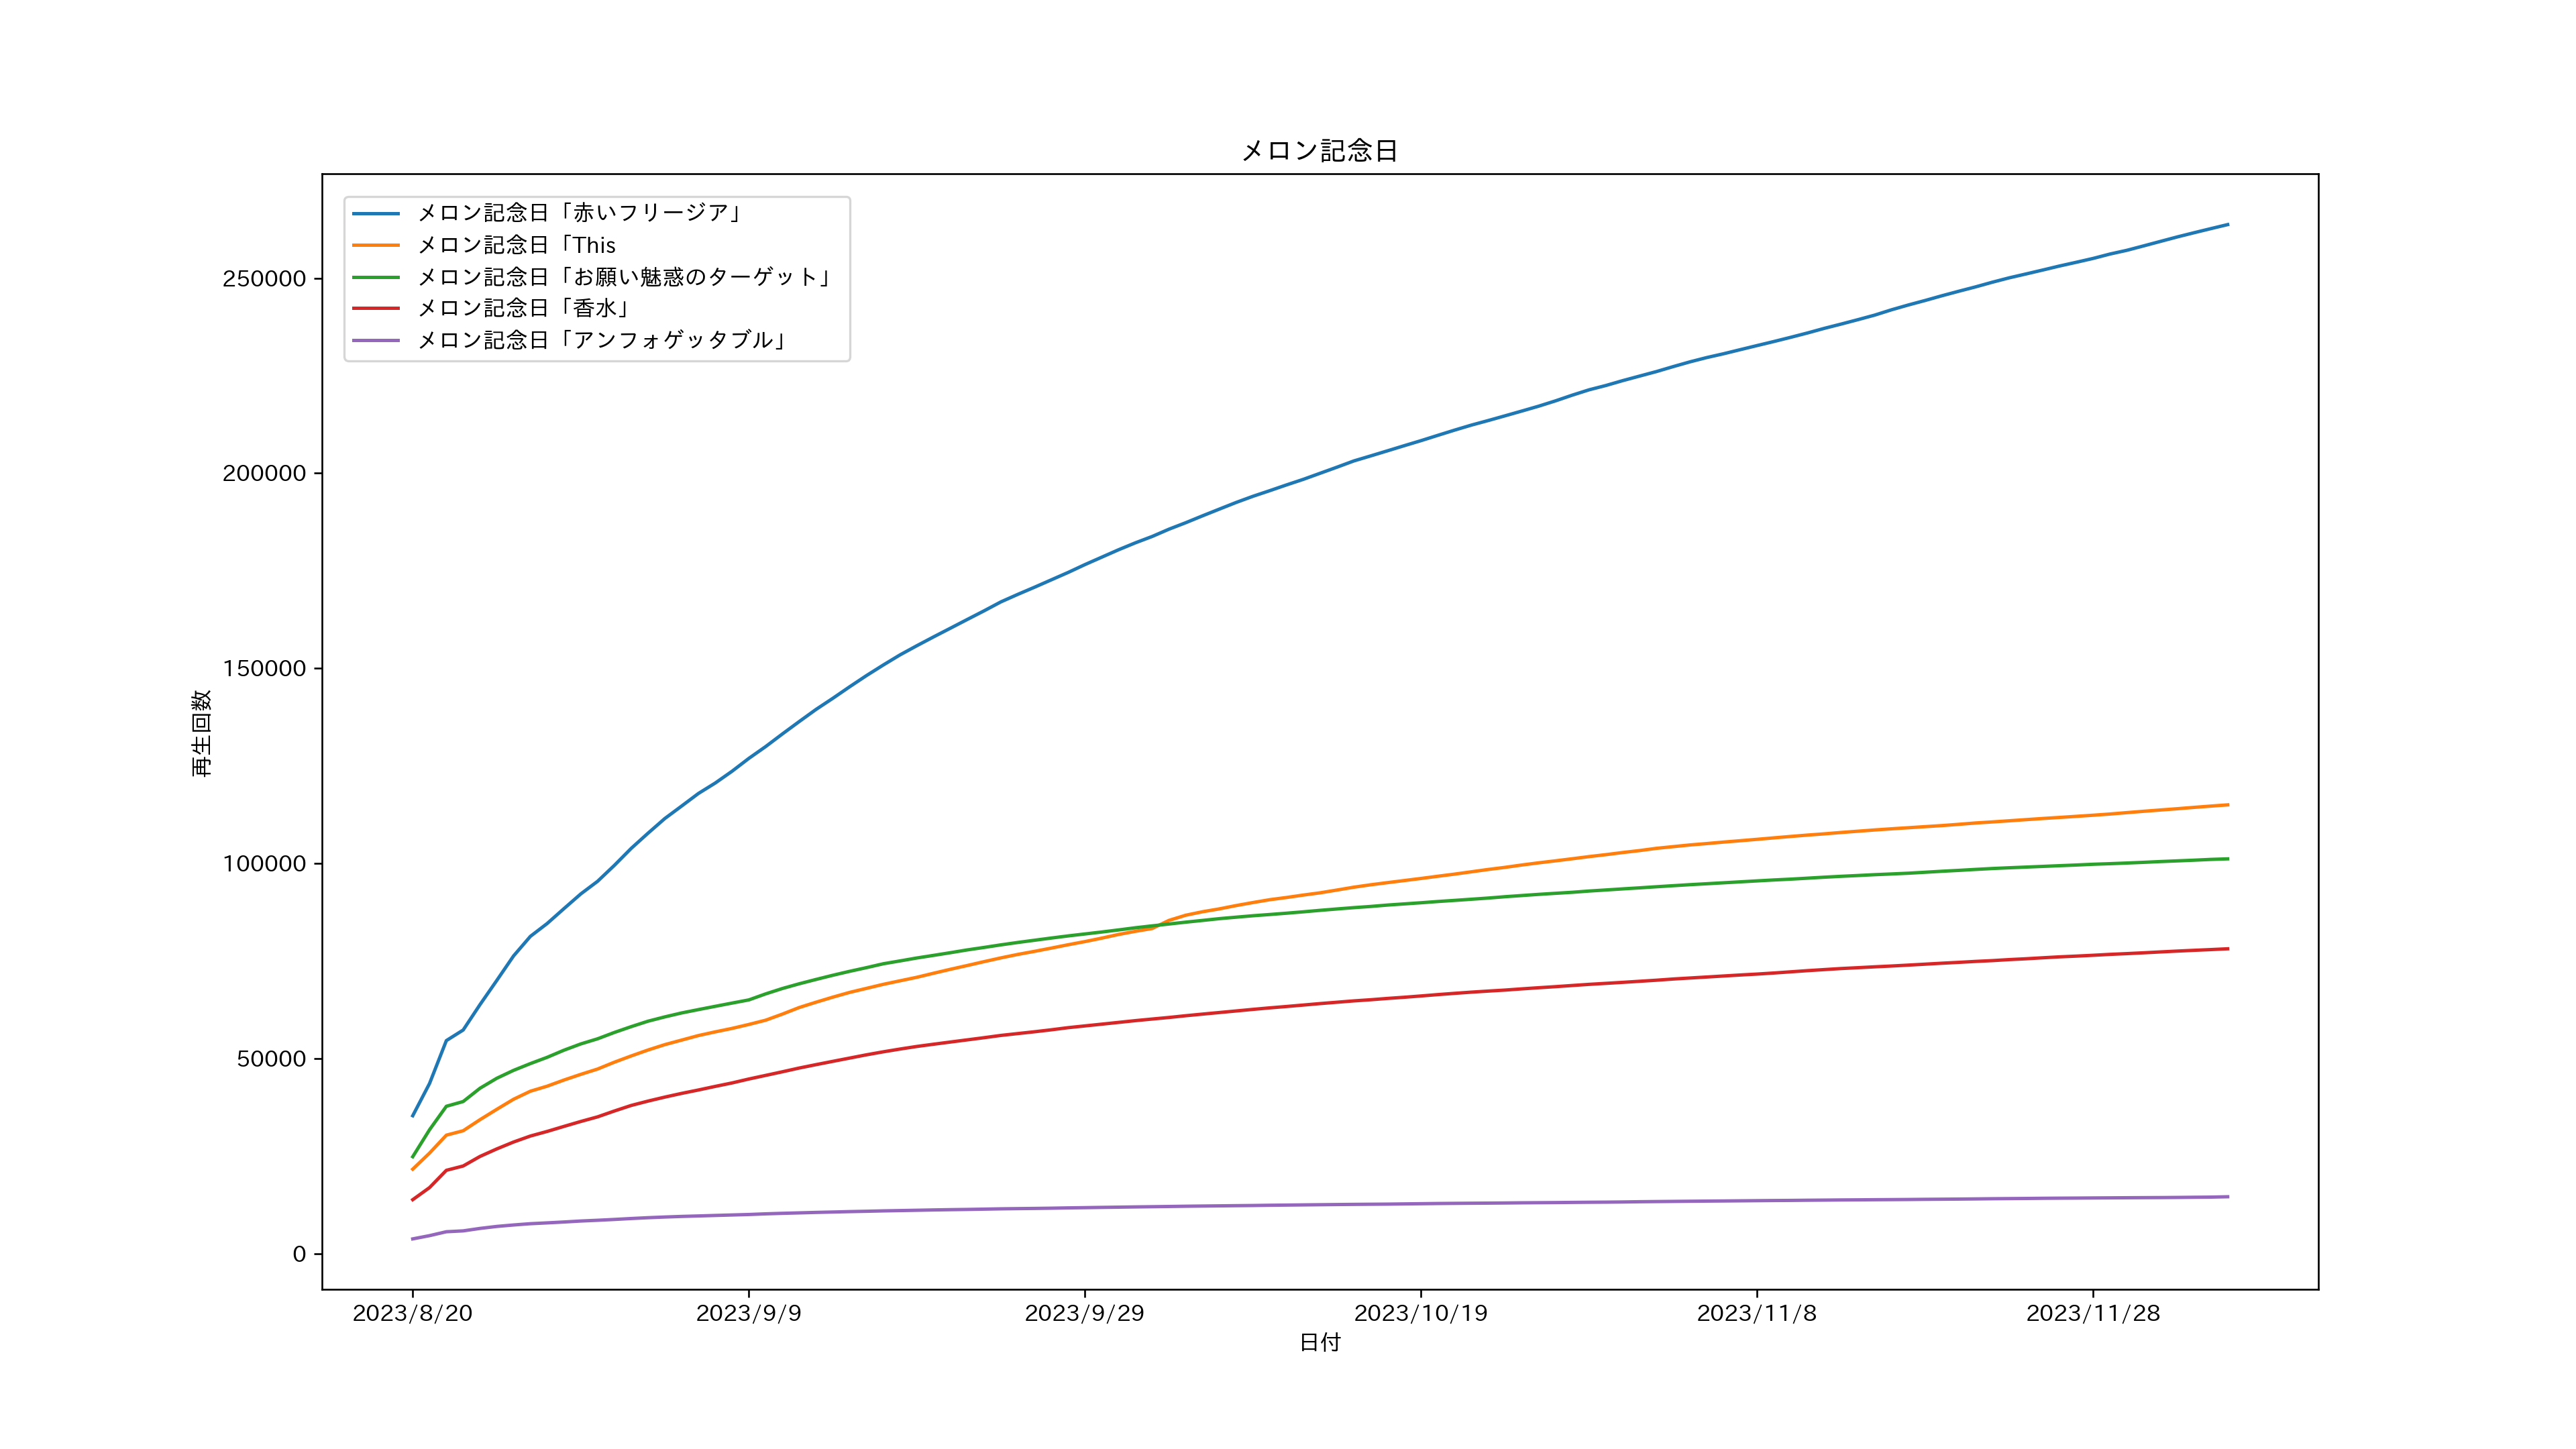 メロン記念日
メロン記念日「赤いフリージア」
メロン記念日「This
メロン記念日「お願い魅惑のターゲット」
メロン記念日「香水」
メロン記念日「アンフォゲッタブル」
250000
200000
150000
100000
50000
0
再生回数
2023/8/20 2023/9/9 2023/9/29 2023/10/19 2023/11/8 2023/11/28
日付